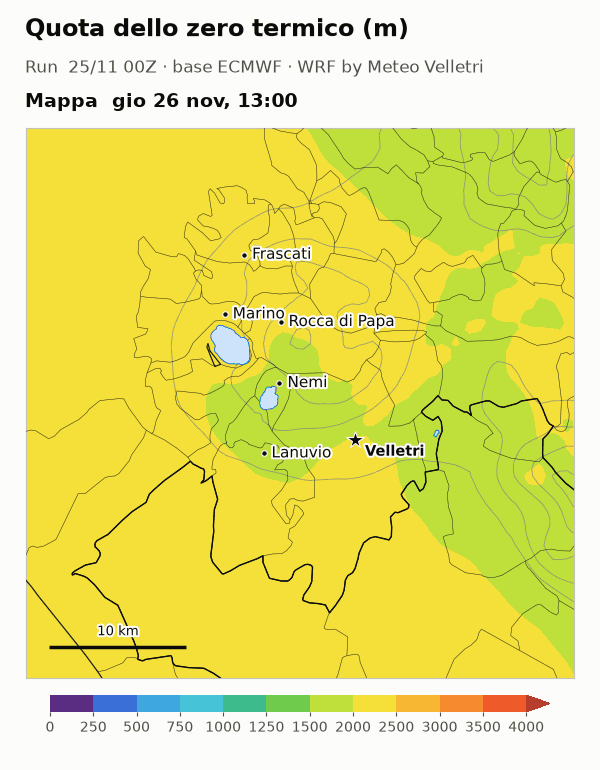 Quota dello zero termico (m)
Run  25/11 00Z · base ECMWF · WRF by Meteo Velletri
Mappa  gio 26 nov, 13:00
Frascati
Marino
Rocca di Papa
Nemi
Velletri
Lanuvio
10 km
0 250 500 750 1000 1250 1500 2000 2500 3000 3500 4000